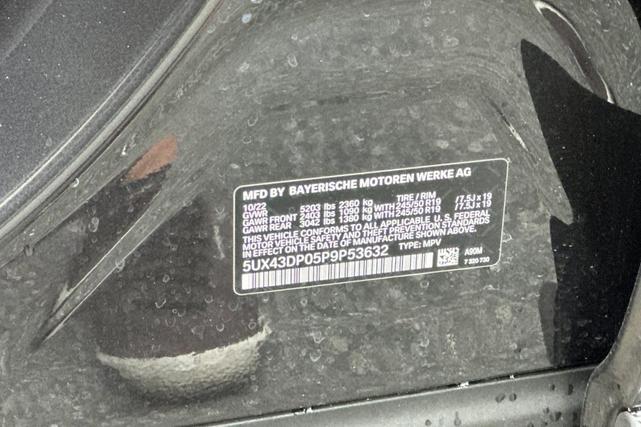 MFD BY BAYERISCHE MOTOREN WERKE AG
10/22 TIRE / RIM
GVWR 5203 lbs 2360 kg
GAWR FRONT 2403 lbs 1090 kg WITH 245/50 R19 /7.5J x 19
GAWR REAR 3042 lbs 1380 kg WITH 245/50 R19 /7.5J x 19
THIS VEHICLE CONFORMS TO ALL APPLICABLE U. S. FEDERAL
MOTOR VEHICLE SAFETY AND THEFT PREVENTION STANDARDS
IN EFFECT ON THE DATE OF MANUFACTURE SHOWN ABOVE.
5UX43DP05P9P53632 TYPE: MPV
A90M
7 320 730